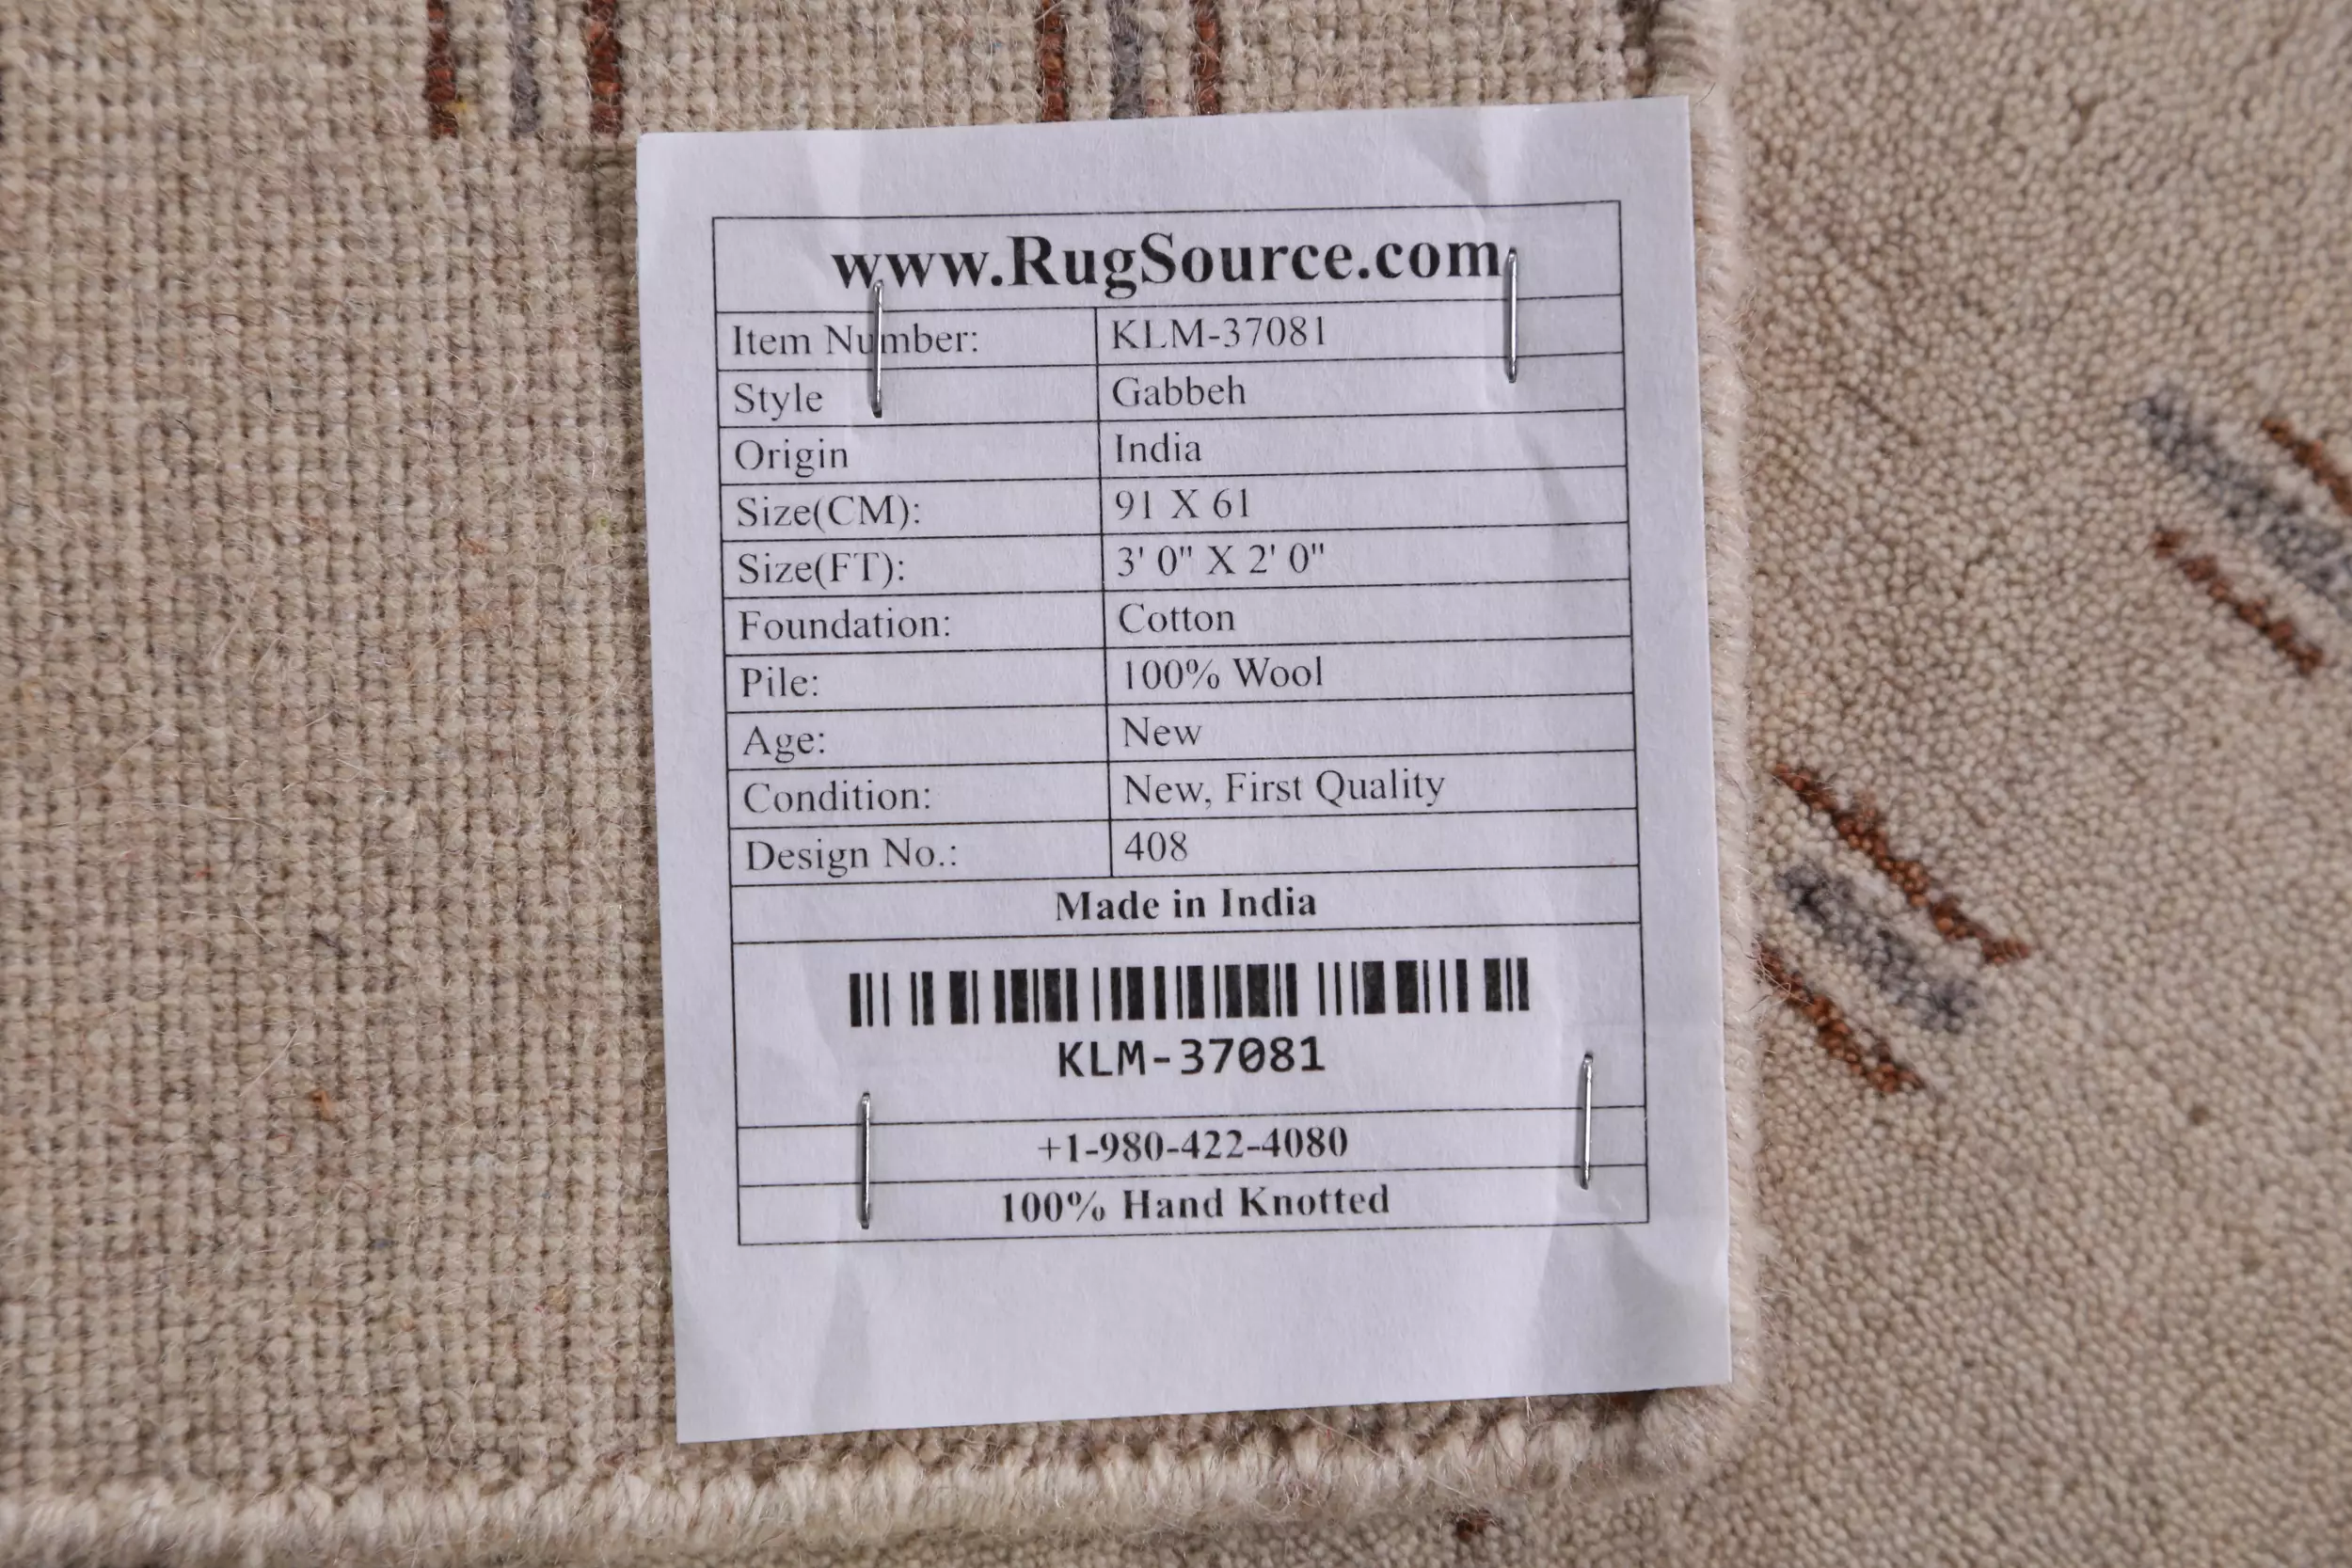 www.RugSource.com
Item Number: KLM-37081
Style Gabbeh
Origin India
Size(CM): 91 X 61
Size(FT): 3' 0" X 2' 0"
Foundation: Cotton
Pile: 100% Wool
Age: New
Condition: New, First Quality
Design No.: 408
Made in India
KLM-37081
+1-980-422-4080
100% Hand Knotted